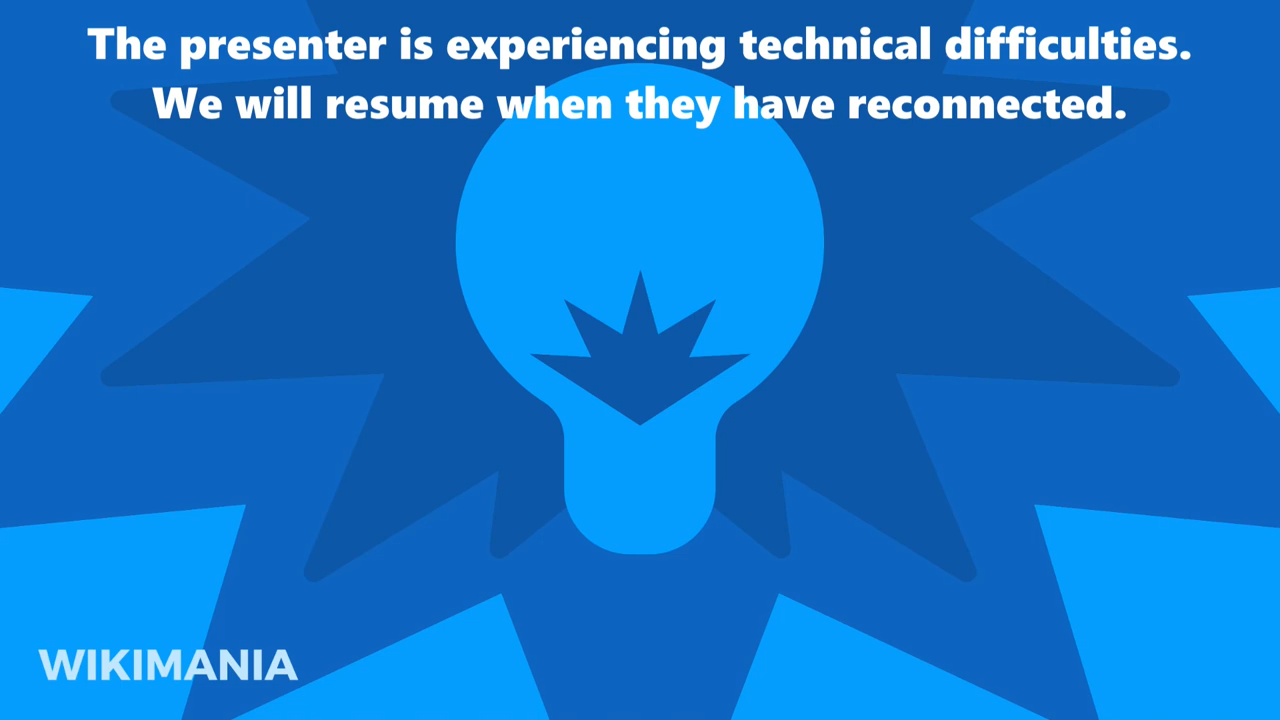 The presenter is experiencing technical difficulties.
We will resume when they have reconnected.
WIKIMANIA